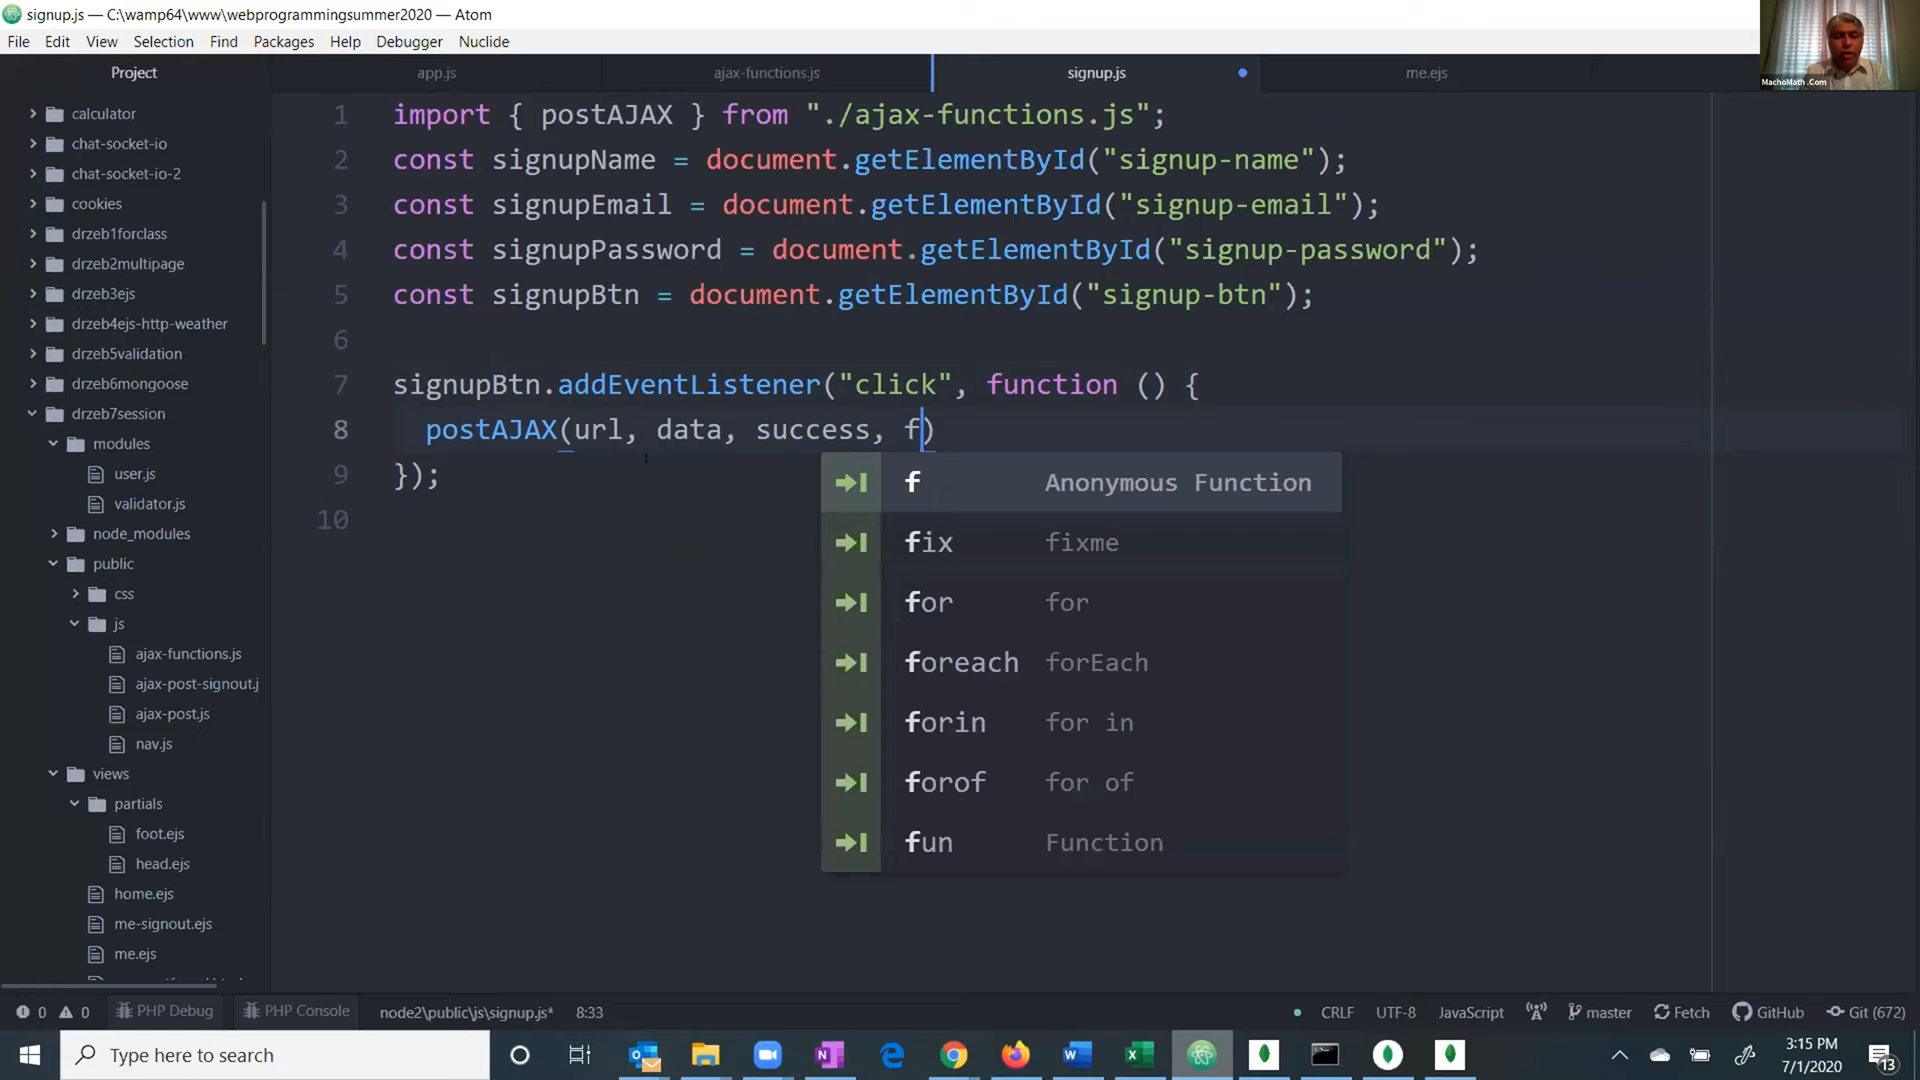 signup.js — C:\wamp64\www\webprogrammingsummer2020 — Atom
File Edit View Selection Find Packages Help Debugger Nuclide
MachoMath .Com
Project
app.js ajax-functions.js signup.js me.ejs
calculator
chat-socket-io
chat-socket-io-2
cookies
drzeb1forclass
drzeb2multipage
drzeb3ejs
drzeb4ejs-http-weather
drzeb5validation
drzeb6mongoose
drzeb7session
modules
user.js
validator.js
node_modules
public
css
js
ajax-functions.js
ajax-post-signout.j
ajax-post.js
nav.js
views
partials
foot.ejs
head.ejs
home.ejs
me-signout.ejs
me.ejs
1 import { postAJAX } from "./ajax-functions.js";
2 const signupName = document.getElementById("signup-name");
3 const signupEmail = document.getElementById("signup-email");
4 const signupPassword = document.getElementById("signup-password");
5 const signupBtn = document.getElementById("signup-btn");
6
7 signupBtn.addEventListener("click", function () {
8 postAJAX(url, data, success, f)
9 });
10
f Anonymous Function
fix fixme
for for
foreach forEach
forin for in
forof for of
fun Function
0 0 PHP Debug PHP Console node2\public\js\signup.js* 8:33 CRLF UTF-8 JavaScript master Fetch GitHub Git (672)
Type here to search
3:15 PM
7/1/2020
13